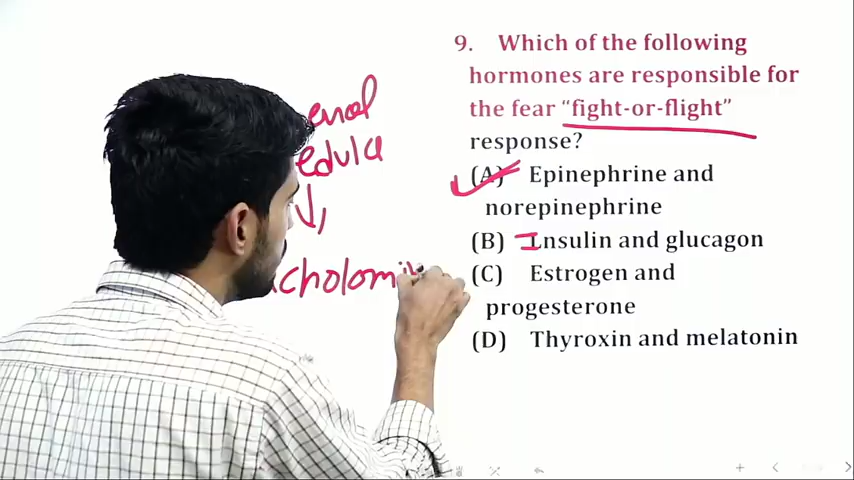 9. Which of the following
hormones are responsible for
the fear “fight-or-flight”
response?
(A) Epinephrine and
norepinephrine
(B) Insulin and glucagon
(C) Estrogen and
progesterone
(D) Thyroxin and melatonin